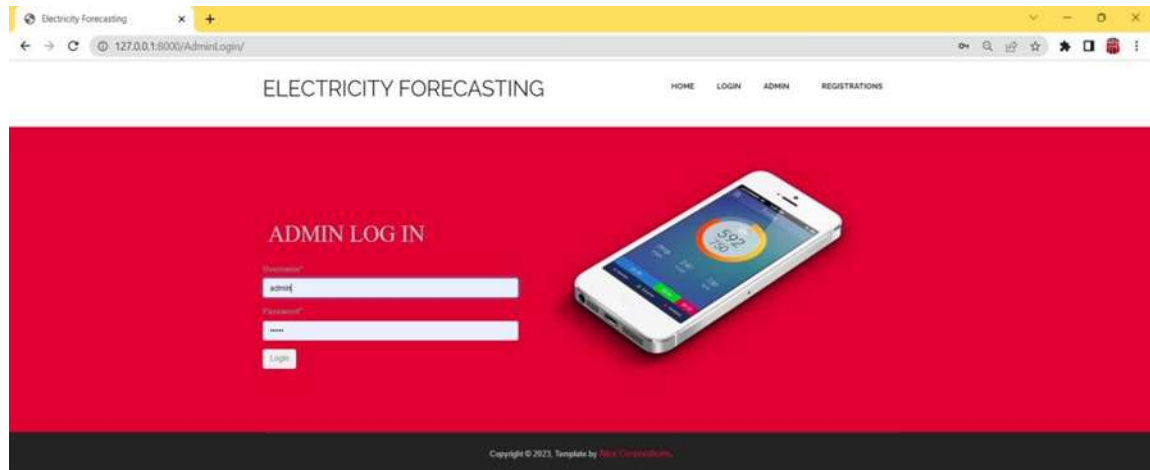 Electricity Forecasting
127.0.0.1:8000/AdminLogin/
ELECTRICITY FORECASTING
HOME LOGIN ADMIN REGISTRATIONS
ADMIN LOG IN
Username*
admin
Password*
•••••
Login
592
750
Copyright © 2023, Template by